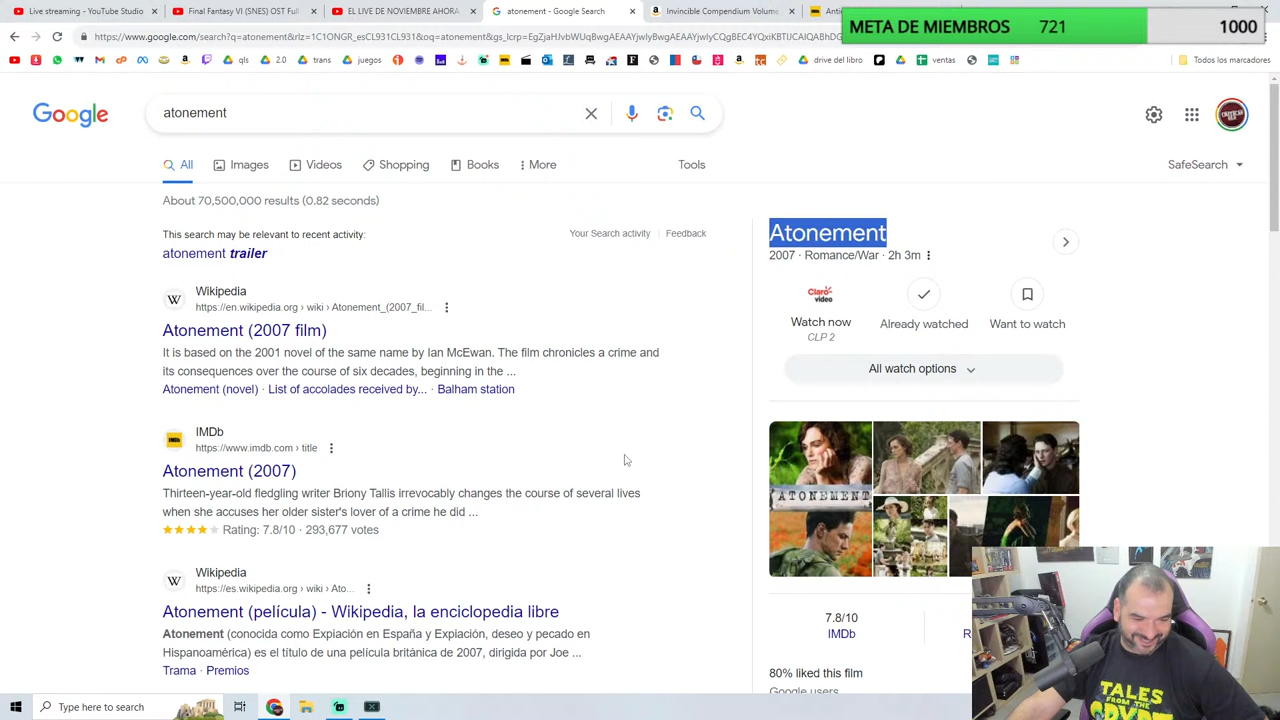 Live streaming - YouTube Studio
Final Fantasy VI (SNES) OST Full
EL LIVE DE NOVIEMBRE AHORA
atonement - Google Search
Invincible Compendium Volume
META DE MIEMBROS 721 1000
qls
2.0
trans
juegos
drive del libro
ventas
Todos los marcadores
Google
atonement
All
Images
Videos
Shopping
Books
More
Tools
SafeSearch
About 70,500,000 results (0.82 seconds)
This search may be relevant to recent activity:
Your Search activity
Feedback
atonement trailer
Wikipedia
https://en.wikipedia.org › wiki › Atonement_(2007_fil...
Atonement (2007 film)
It is based on the 2001 novel of the same name by Ian McEwan. The film chronicles a crime and
its consequences over the course of six decades, beginning in the ...
Atonement (novel) · List of accolades received by... · Balham station
IMDb
https://www.imdb.com › title
Atonement (2007)
Thirteen-year-old fledgling writer Briony Tallis irrevocably changes the course of several lives
when she accuses her older sister's lover of a crime he did ...
Rating: 7.8/10 · 293,677 votes
Wikipedia
https://es.wikipedia.org › wiki › Ato...
Atonement (película) - Wikipedia, la enciclopedia libre
Atonement (conocida como Expiación en España y Expiación, deseo y pecado en
Hispanoamérica) es el título de una película británica de 2007, dirigida por Joe ...
Trama · Premios
Atonement
2007 · Romance/War · 2h 3m
Claro
video
Watch now
CLP 2
Already watched
Want to watch
All watch options
ATONEMENT
7.8/10
IMDb
80% liked this film
Google users
TALES
FROM THE
Type here to search